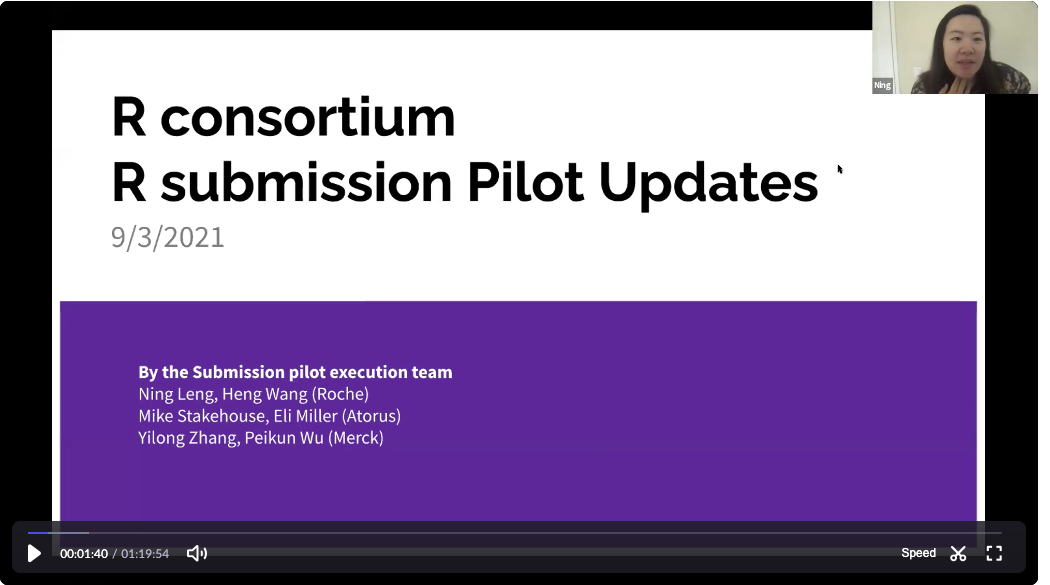 Ning
R consortium
R submission Pilot Updates
9/3/2021
By the Submission pilot execution team
Ning Leng, Heng Wang (Roche)
Mike Stakehouse, Eli Miller (Atorus)
Yilong Zhang, Peikun Wu (Merck)
00:01:40 / 01:19:54 Speed